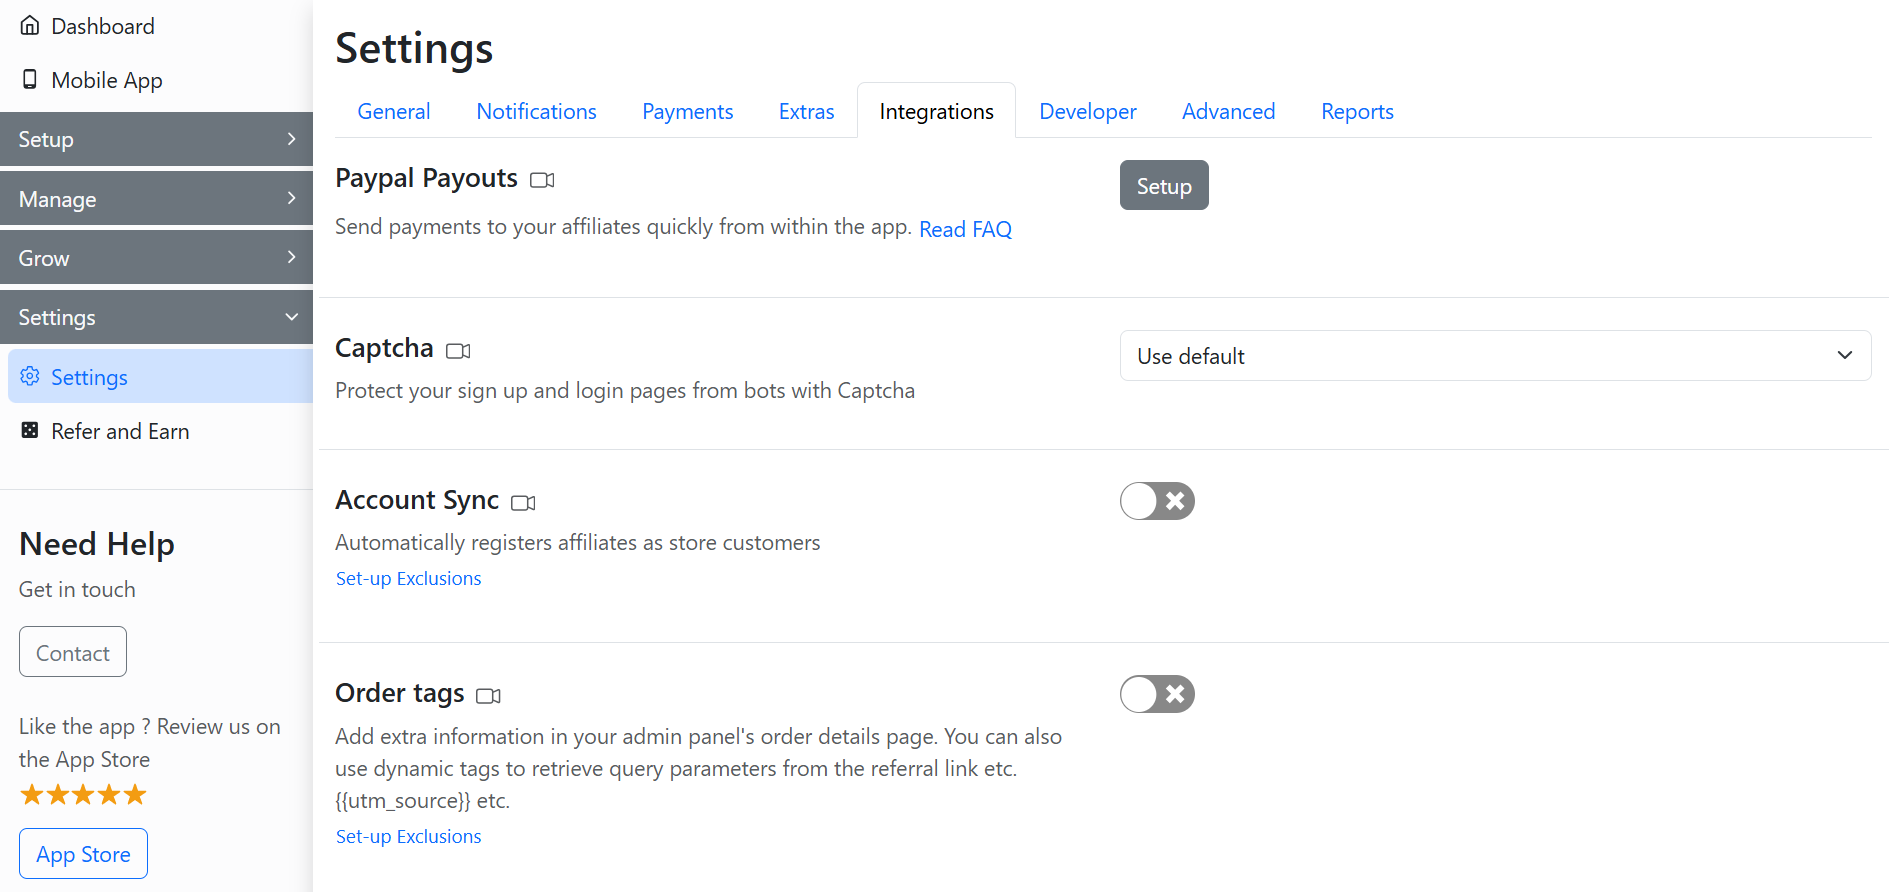 Dashboard
Mobile App
Setup
Manage
Grow
Settings
Settings
Refer and Earn
Need Help
Get in touch
Contact
Like the app ? Review us on
the App Store
App Store
Settings
General Notifications Payments Extras Integrations Developer Advanced Reports
Paypal Payouts
Setup
Send payments to your affiliates quickly from within the app. Read FAQ
Captcha
Use default
Protect your sign up and login pages from bots with Captcha
Account Sync
Automatically registers affiliates as store customers
Set-up Exclusions
Order tags
Add extra information in your admin panel's order details page. You can also
use dynamic tags to retrieve query parameters from the referral link etc.
{{utm_source}} etc.
Set-up Exclusions